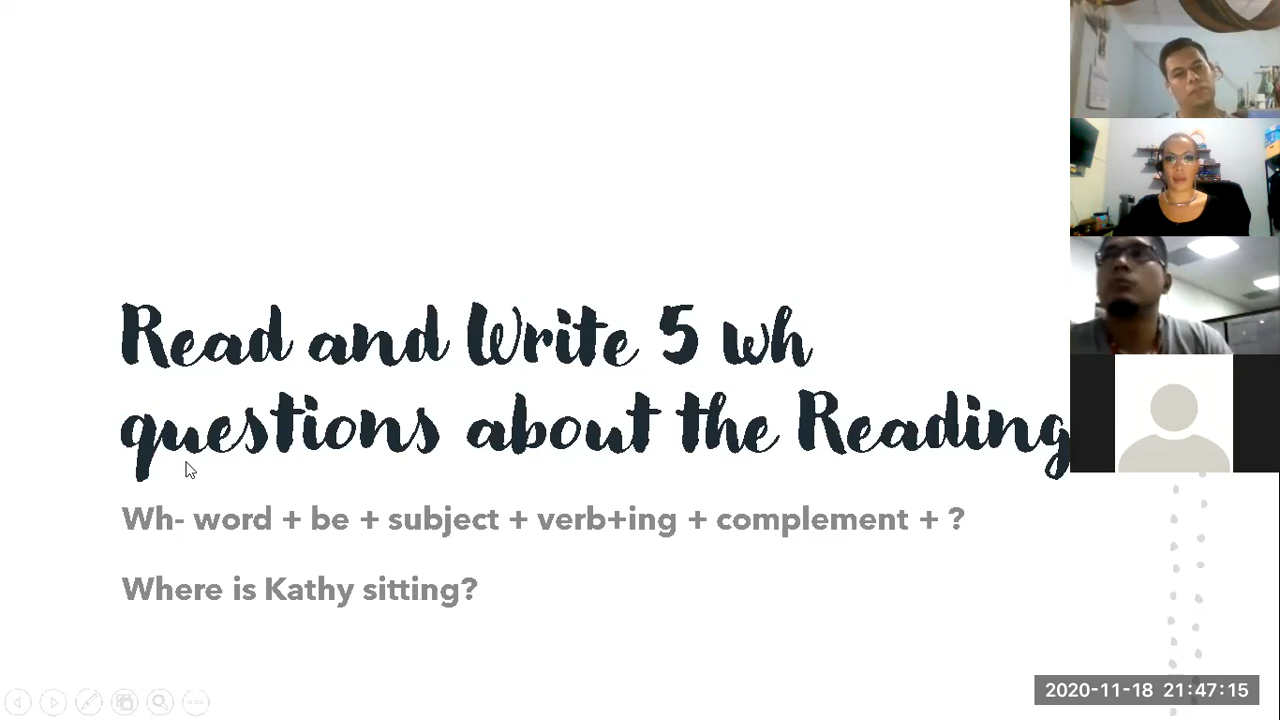 Read and Write 5 wh
questions about the Reading
Wh- word + be + subject + verb+ing + complement + ?
Where is Kathy sitting?
2020-11-18 21:47:15